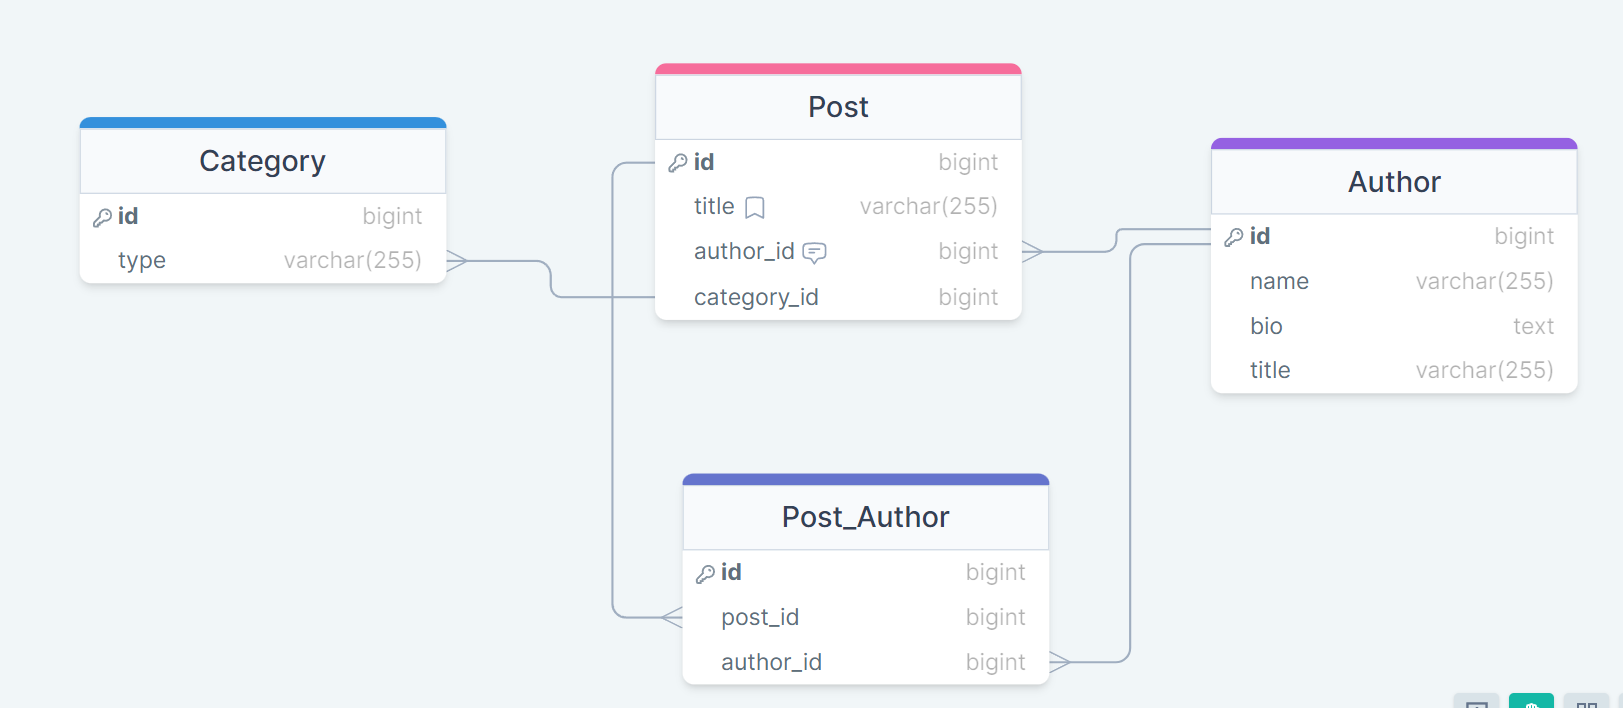 Category
id bigint
type varchar(255)
Post
id bigint
title varchar(255)
author_id bigint
category_id bigint
Author
id bigint
name varchar(255)
bio text
title varchar(255)
Post_Author
id bigint
post_id bigint
author_id bigint